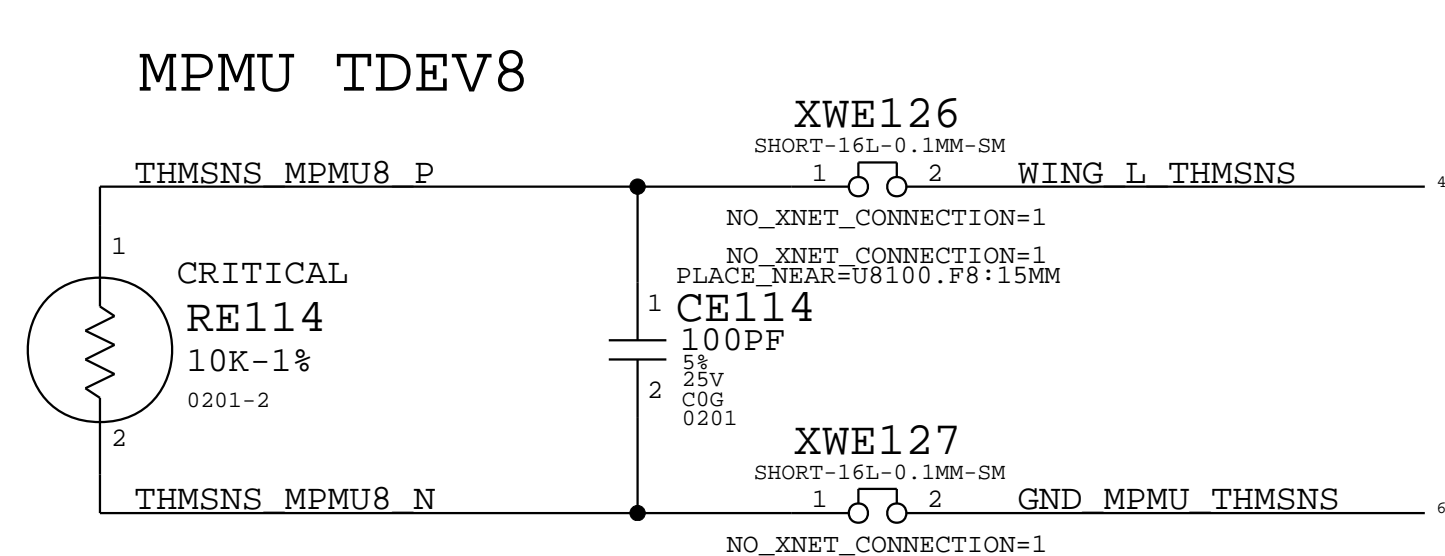 MPMU TDEV8
XWE126
SHORT-16L-0.1MM-SM
THMSNS_MPMU8_P
1
2
WING_L_THMSNS
4
NO_XNET_CONNECTION=1
1
NO_XNET_CONNECTION=1
PLACE_NEAR=U8100.F8:15MM
CRITICAL
RE114
10K-1%
0201-2
1
CE114
100PF
5%
25V
C0G
0201
2
2
XWE127
SHORT-16L-0.1MM-SM
THMSNS_MPMU8_N
1
2
GND_MPMU_THMSNS
6
NO_XNET_CONNECTION=1